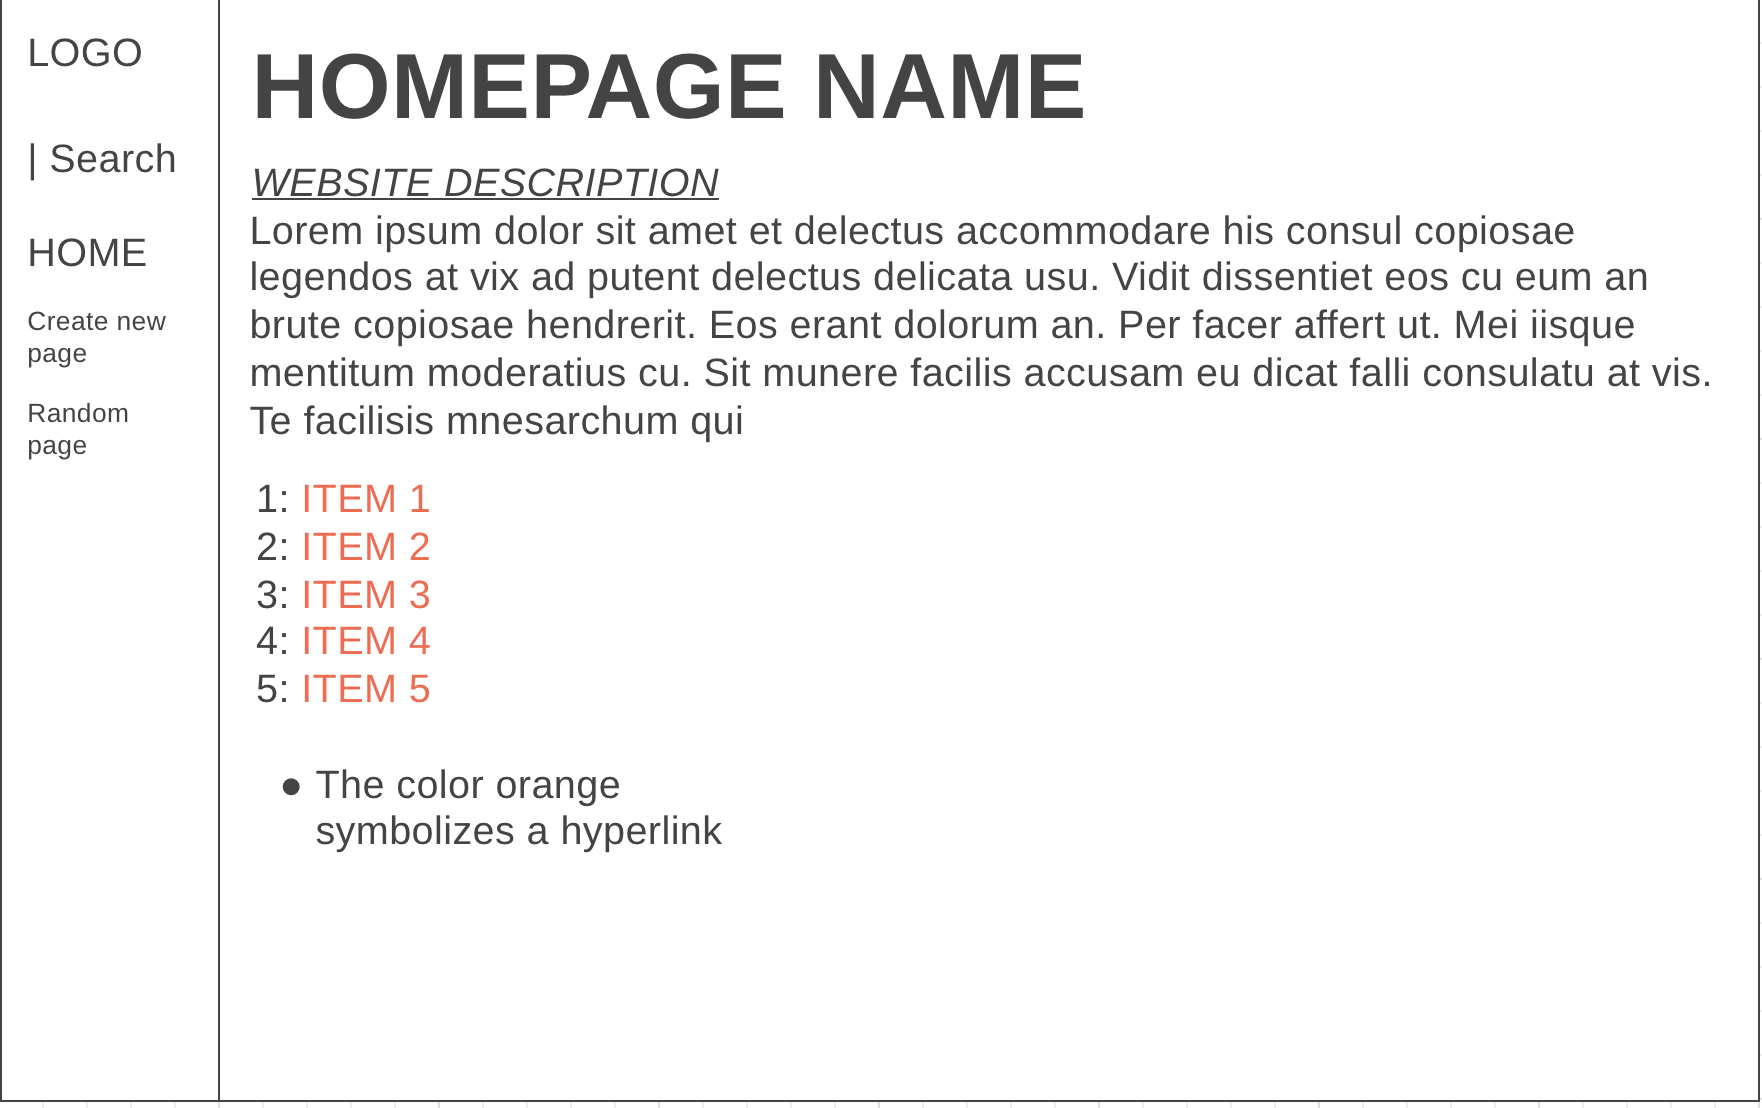 LOGO
| Search
HOME
Create new
page
Random
page
HOMEPAGE NAME
WEBSITE DESCRIPTION
Lorem ipsum dolor sit amet et delectus accommodare his consul copiosae
legendos at vix ad putent delectus delicata usu. Vidit dissentiet eos cu eum an
brute copiosae hendrerit. Eos erant dolorum an. Per facer affert ut. Mei iisque
mentitum moderatius cu. Sit munere facilis accusam eu dicat falli consulatu at vis.
Te facilisis mnesarchum qui
1: ITEM 1
2: ITEM 2
3: ITEM 3
4: ITEM 4
5: ITEM 5
● The color orange
symbolizes a hyperlink